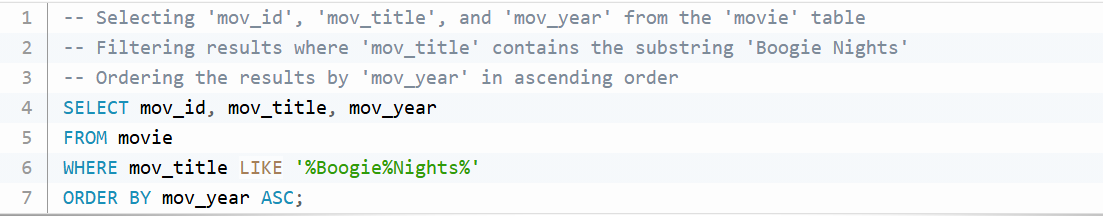 1 -- Selecting 'mov_id', 'mov_title', and 'mov_year' from the 'movie' table
2 -- Filtering results where 'mov_title' contains the substring 'Boogie Nights'
3 -- Ordering the results by 'mov_year' in ascending order
4 SELECT mov_id, mov_title, mov_year
5 FROM movie
6 WHERE mov_title LIKE '%Boogie%Nights%'
7 ORDER BY mov_year ASC;